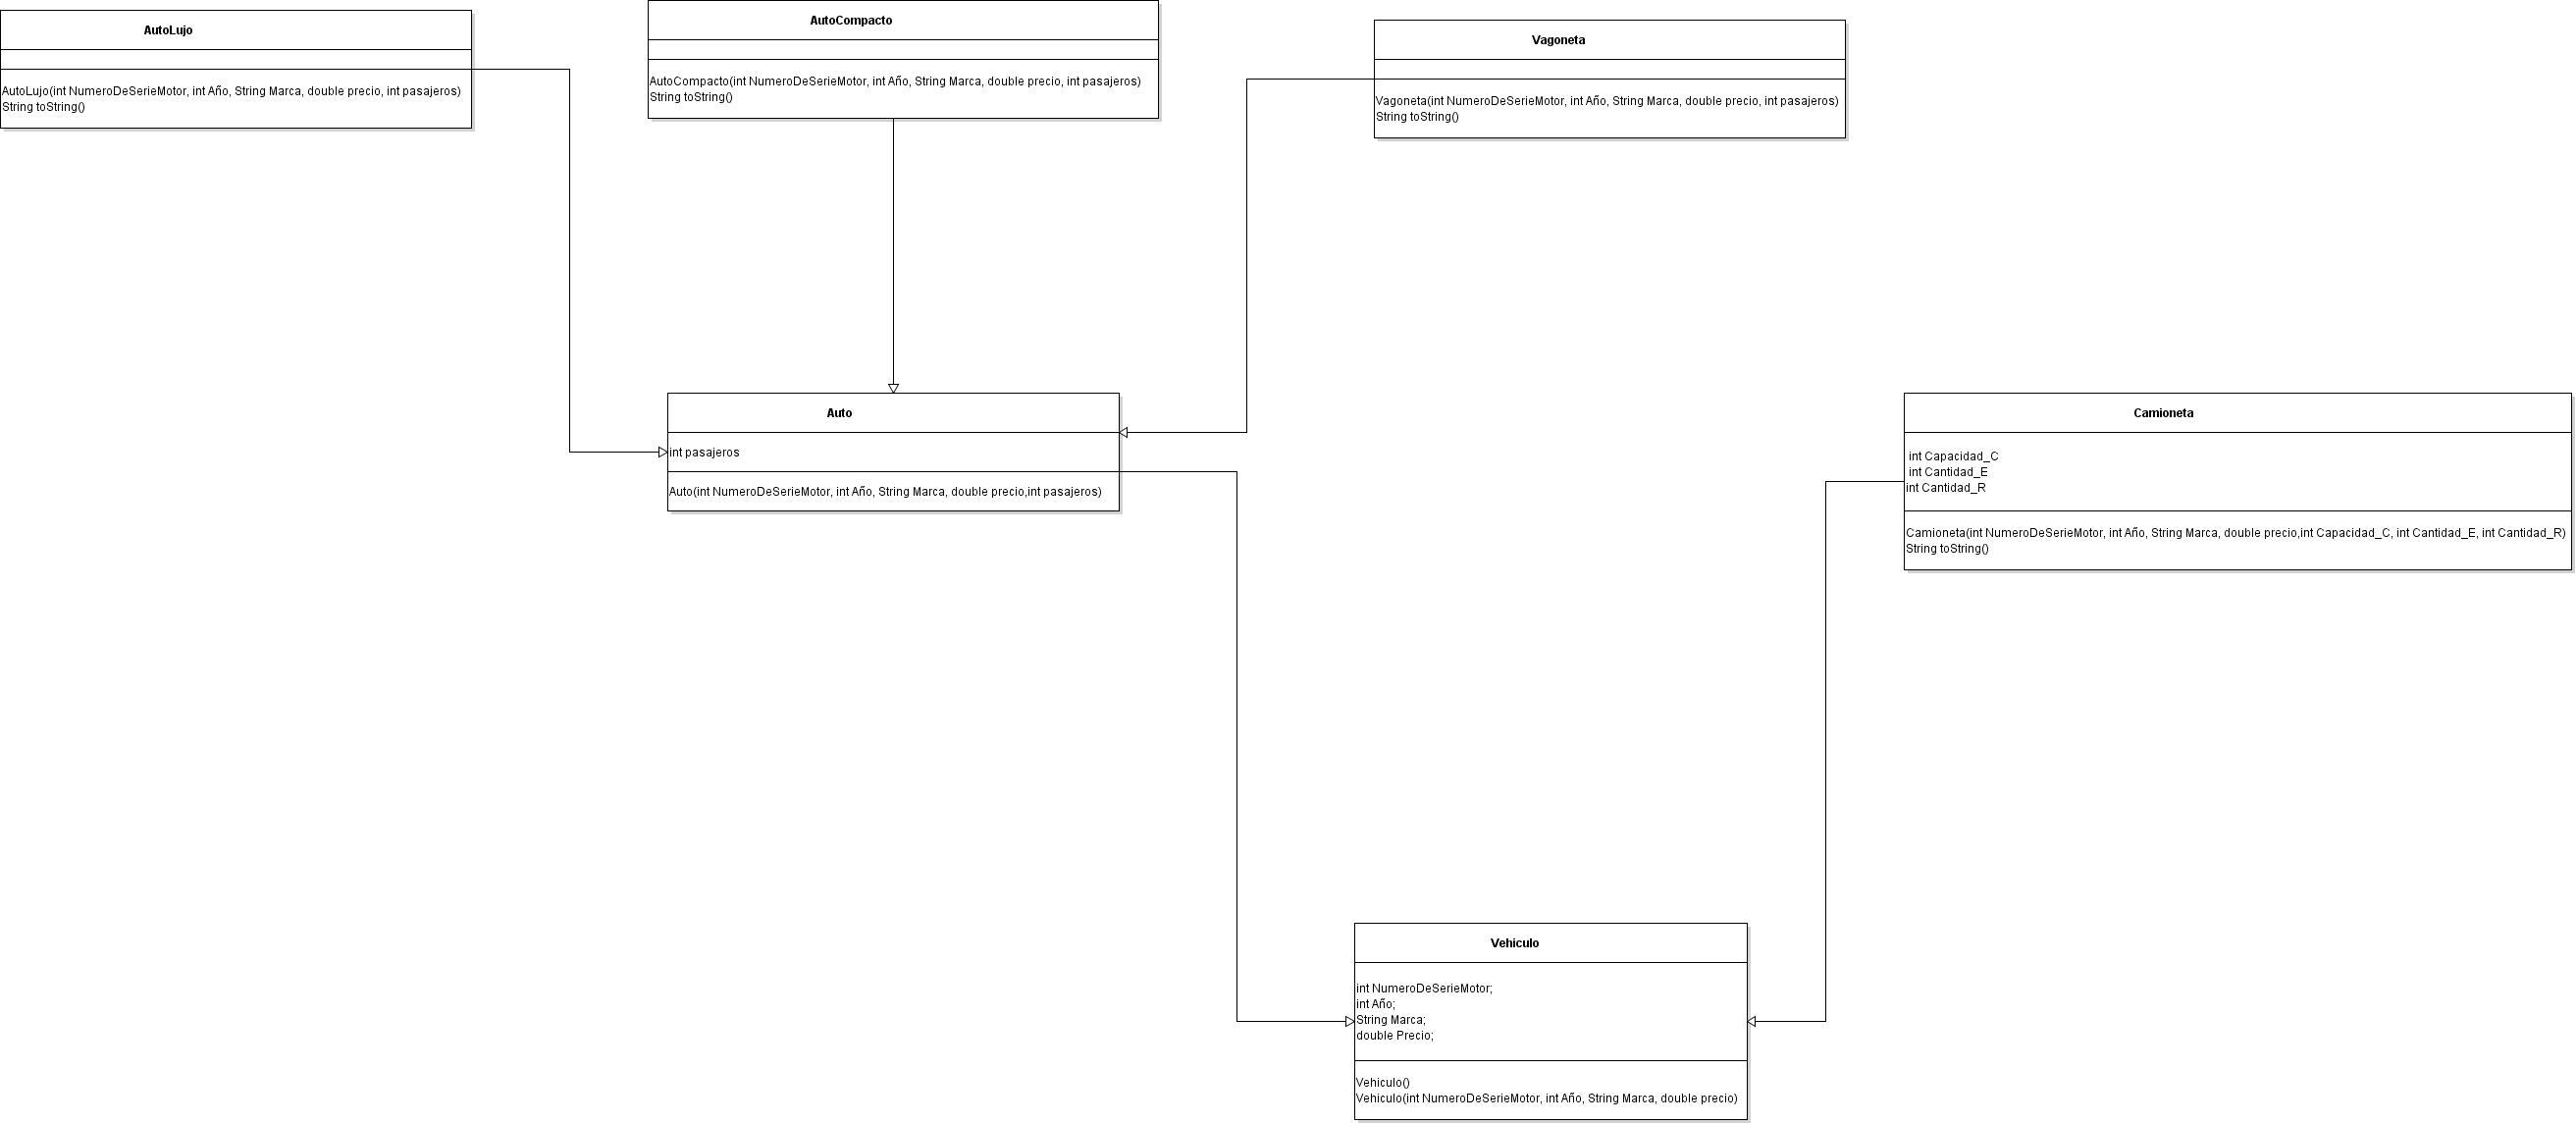 AutoLujo
AutoLujo(int NumeroDeSerieMotor, int Año, String Marca, double precio, int pasajeros)
String toString()
AutoCompacto
AutoCompacto(int NumeroDeSerieMotor, int Año, String Marca, double precio, int pasajeros)
String toString()
Vagoneta
Vagoneta(int NumeroDeSerieMotor, int Año, String Marca, double precio, int pasajeros)
String toString()
Auto
int pasajeros
Auto(int NumeroDeSerieMotor, int Año, String Marca, double precio,int pasajeros)
Camioneta
int Capacidad_C
int Cantidad_E
int Cantidad_R
Camioneta(int NumeroDeSerieMotor, int Año, String Marca, double precio,int Capacidad_C, int Cantidad_E, int Cantidad_R)
String toString()
Vehiculo
int NumeroDeSerieMotor;
int Año;
String Marca;
double Precio;
Vehiculo()
Vehiculo(int NumeroDeSerieMotor, int Año, String Marca, double precio)